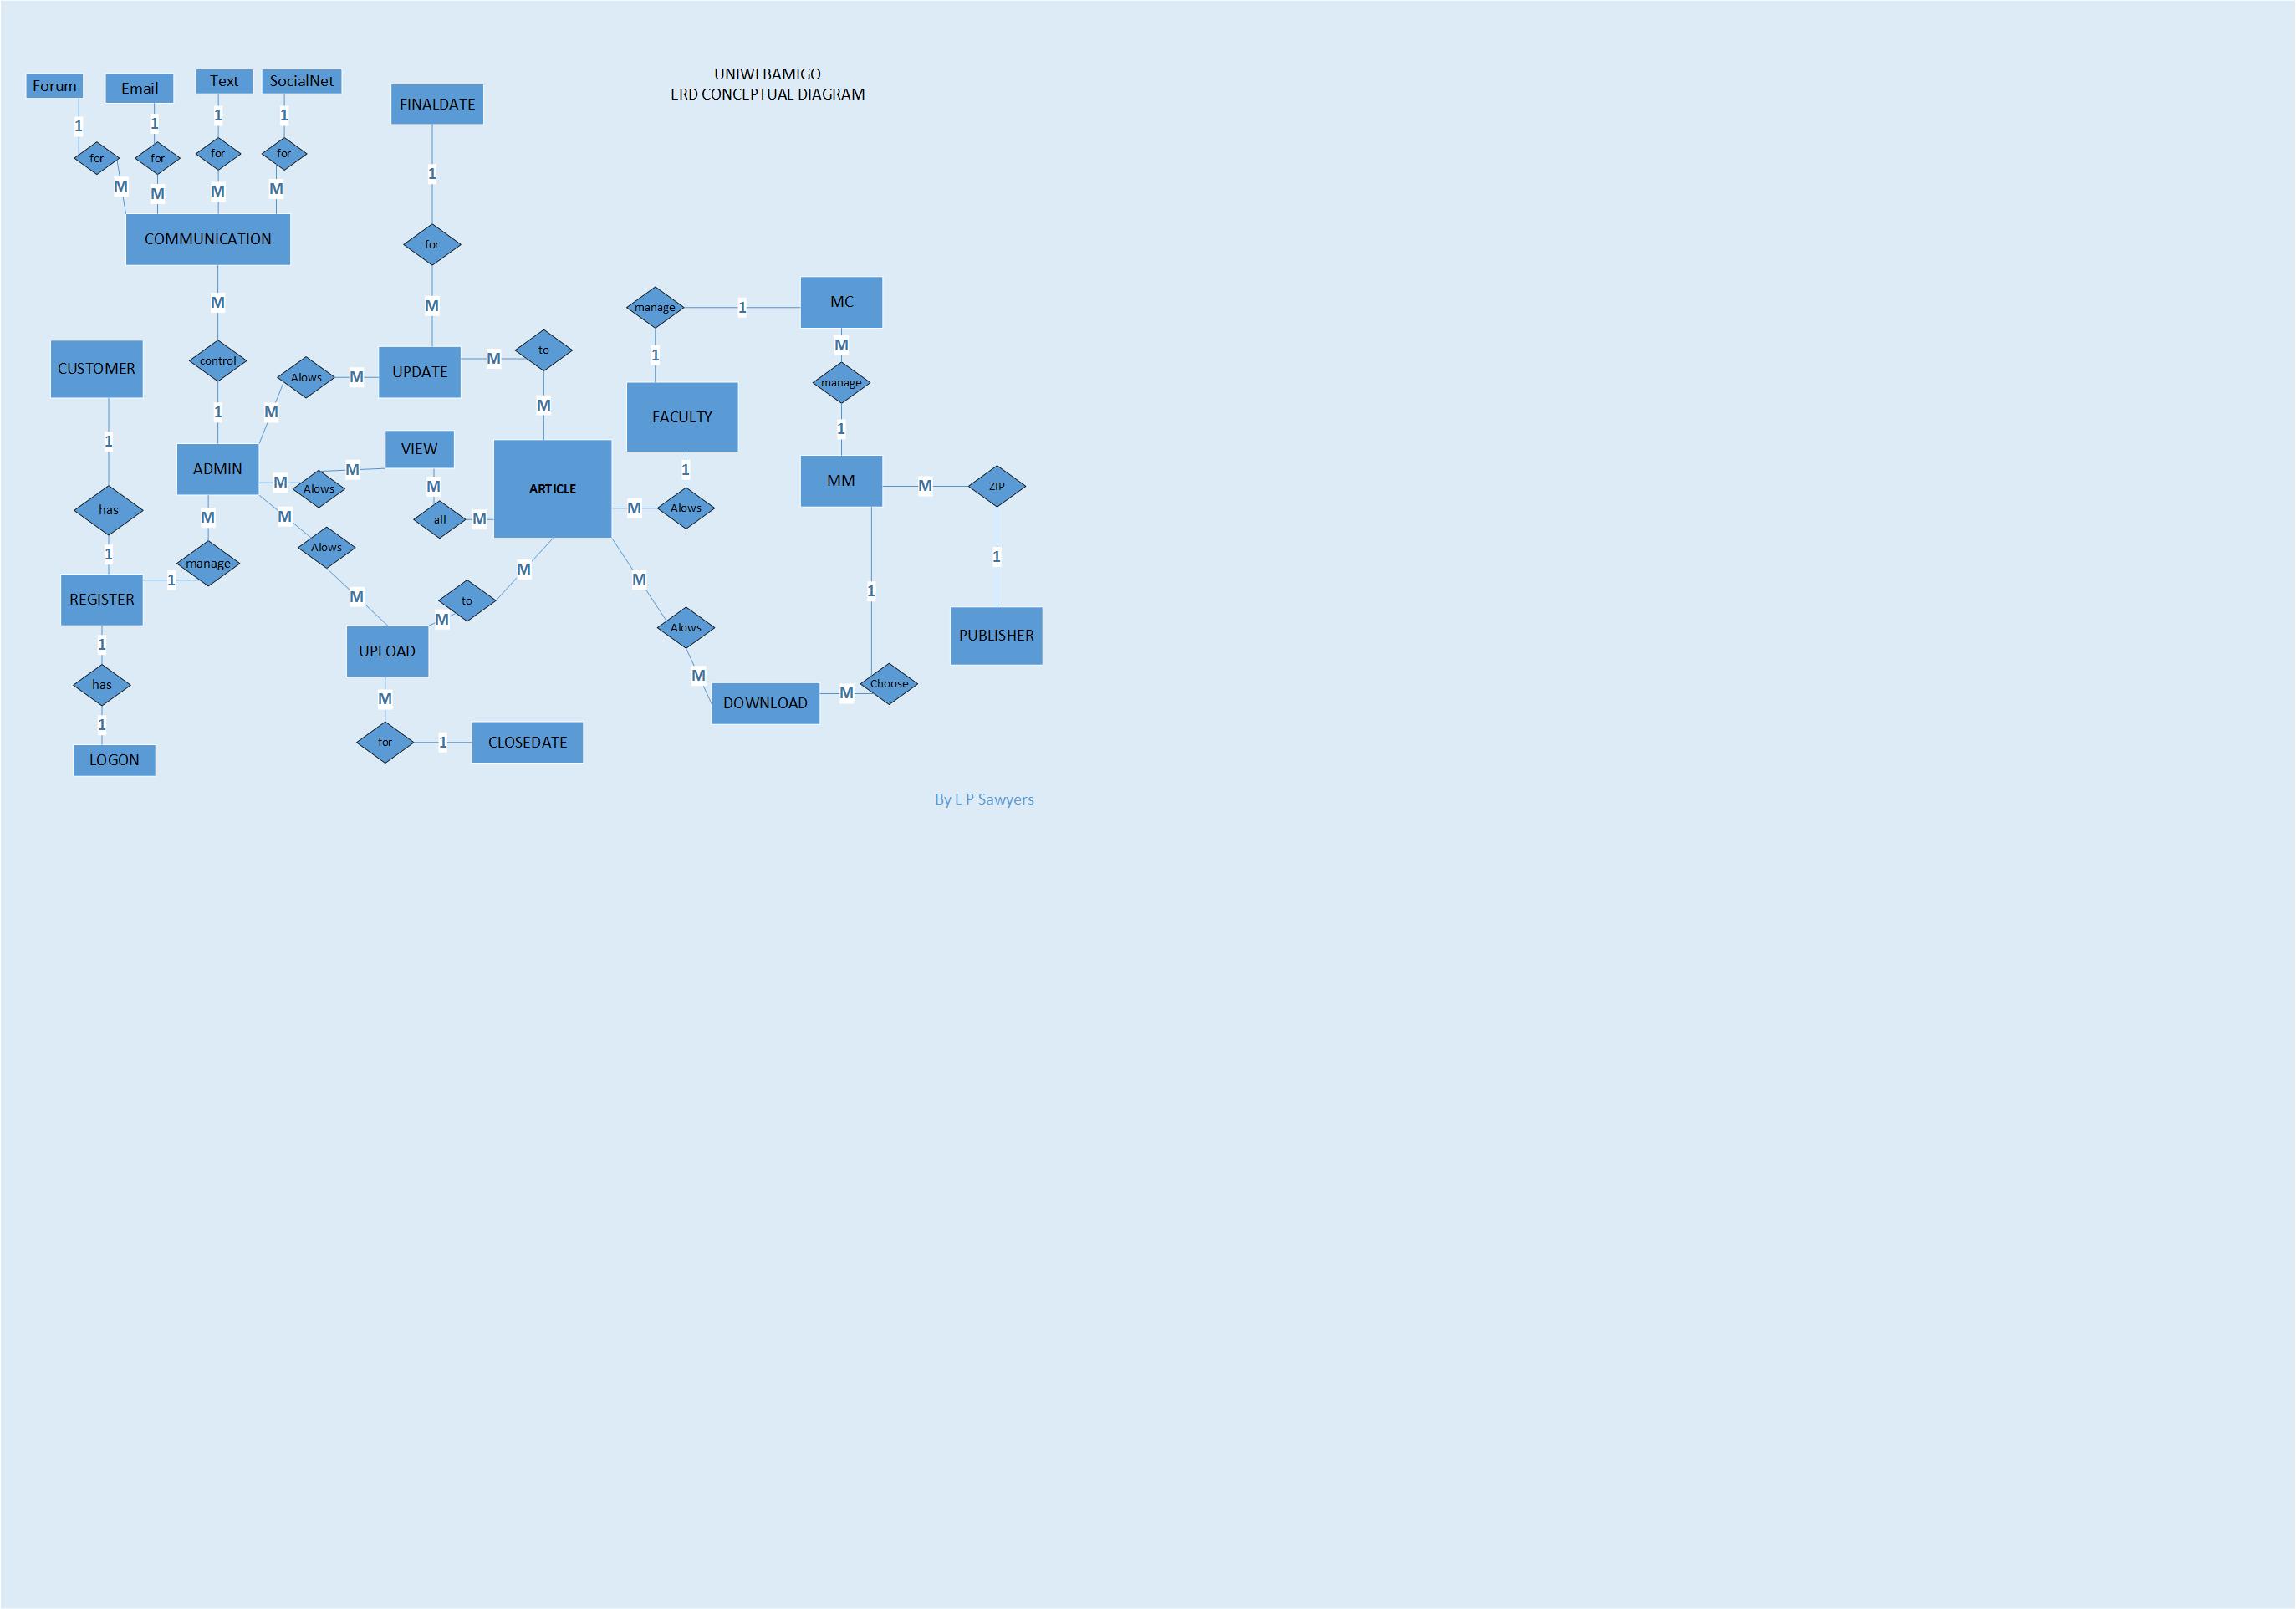 UNIWEBAMIGO
ERD CONCEPTUAL DIAGRAM
Forum
Email
Text
SocialNet
FINALDATE
1
1
1
1
1
for
for
for
for
M
M
M
M
COMMUNICATION
for
M
M
manage
1
MC
control
1
M
CUSTOMER
Alows
M
UPDATE
M
to
1
manage
M
M
1
FACULTY
1
1
ADMIN
VIEW
ARTICLE
1
MM
M
ZIP
M
Alows
M
M
all
M
M
Alows
has
M
M
Alows
1
manage
1
M
M
1
1
REGISTER
M
to
M
Alows
PUBLISHER
1
UPLOAD
M
has
M
DOWNLOAD
M
Choose
1
for
1
CLOSEDATE
LOGON
By L P Sawyers